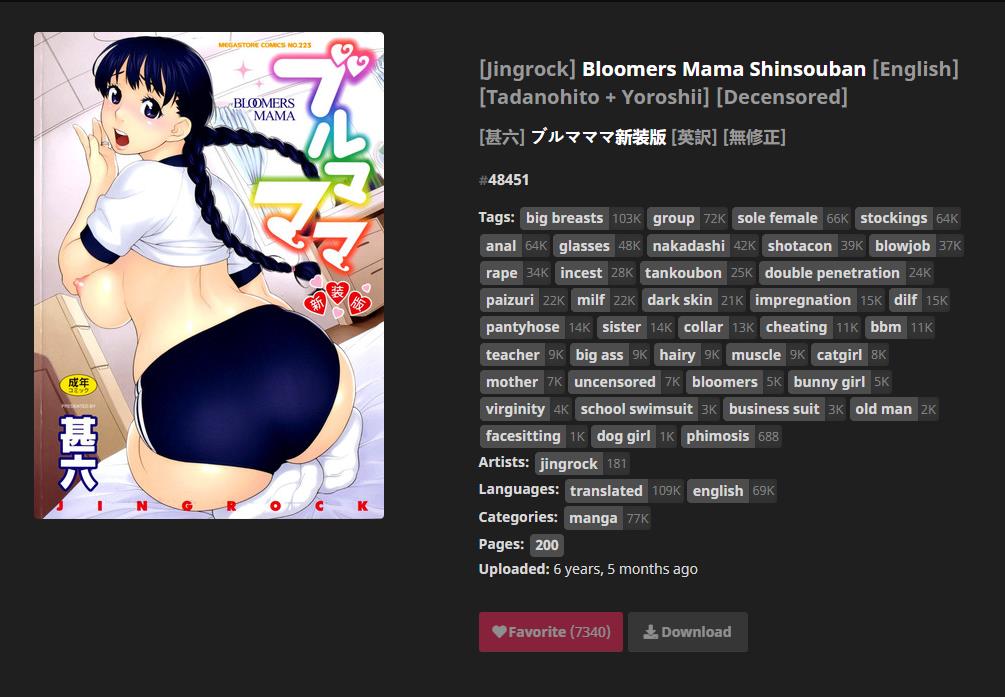 MEGASTORE COMICS NO.223
ブルマママ
BLOOMERS
MAMA
新装版
成年
コミック
PRESENTED BY
甚六
JINGROCK
[Jingrock] Bloomers Mama Shinsouban [English]
[Tadanohito + Yoroshii] [Decensored]
[甚六] ブルマママ新装版 [英訳] [無修正]
#48451
Tags: big breasts 103K group 72K sole female 66K stockings 64K
anal 64K glasses 48K nakadashi 42K shotacon 39K blowjob 37K
rape 34K incest 28K tankoubon 25K double penetration 24K
paizuri 22K milf 22K dark skin 21K impregnation 15K dilf 15K
pantyhose 14K sister 14K collar 13K cheating 11K bbm 11K
teacher 9K big ass 9K hairy 9K muscle 9K catgirl 8K
mother 7K uncensored 7K bloomers 5K bunny girl 5K
virginity 4K school swimsuit 3K business suit 3K old man 2K
facesitting 1K dog girl 1K phimosis 688
Artists: jingrock 181
Languages: translated 109K english 69K
Categories: manga 77K
Pages: 200
Uploaded: 6 years, 5 months ago
Favorite (7340) Download